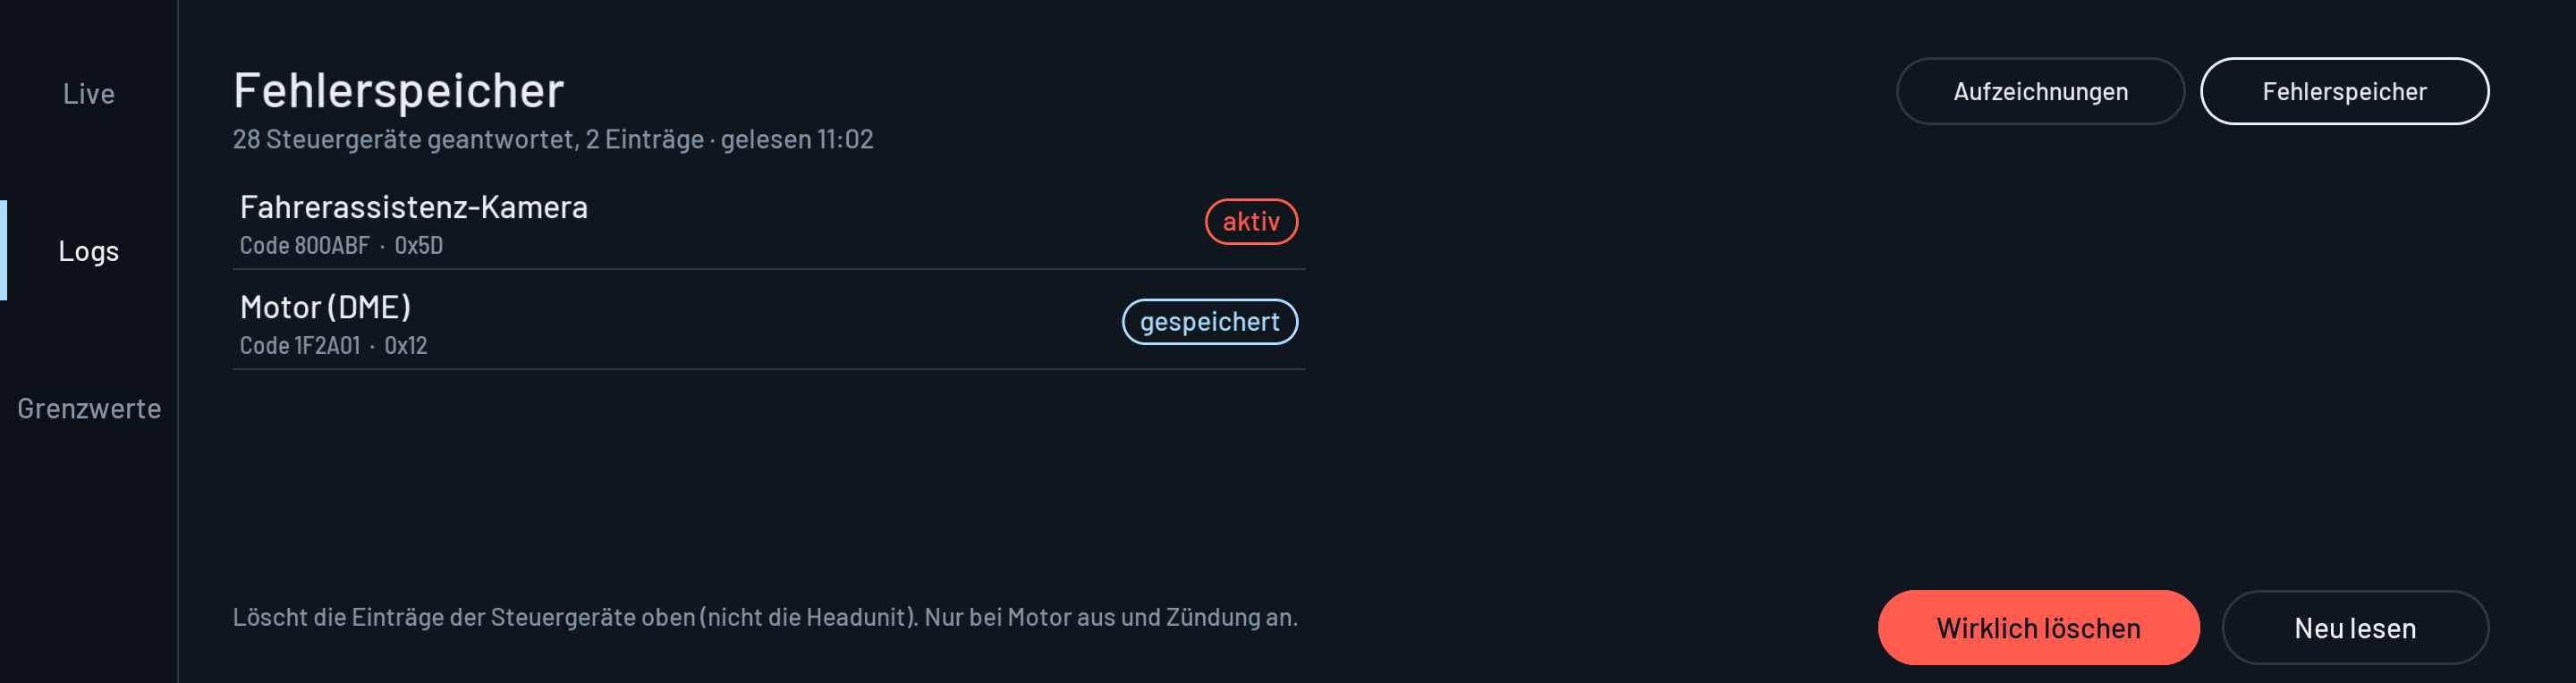 Live
Logs
Grenzwerte
Fehlerspeicher
28 Steuergeräte geantwortet, 2 Einträge · gelesen 11:02
Aufzeichnungen
Fehlerspeicher
Fahrerassistenz-Kamera
Code 800ABF · 0x5D
aktiv
Motor (DME)
Code 1F2A01 · 0x12
gespeichert
Löscht die Einträge der Steuergeräte oben (nicht die Headunit). Nur bei Motor aus und Zündung an.
Wirklich löschen
Neu lesen